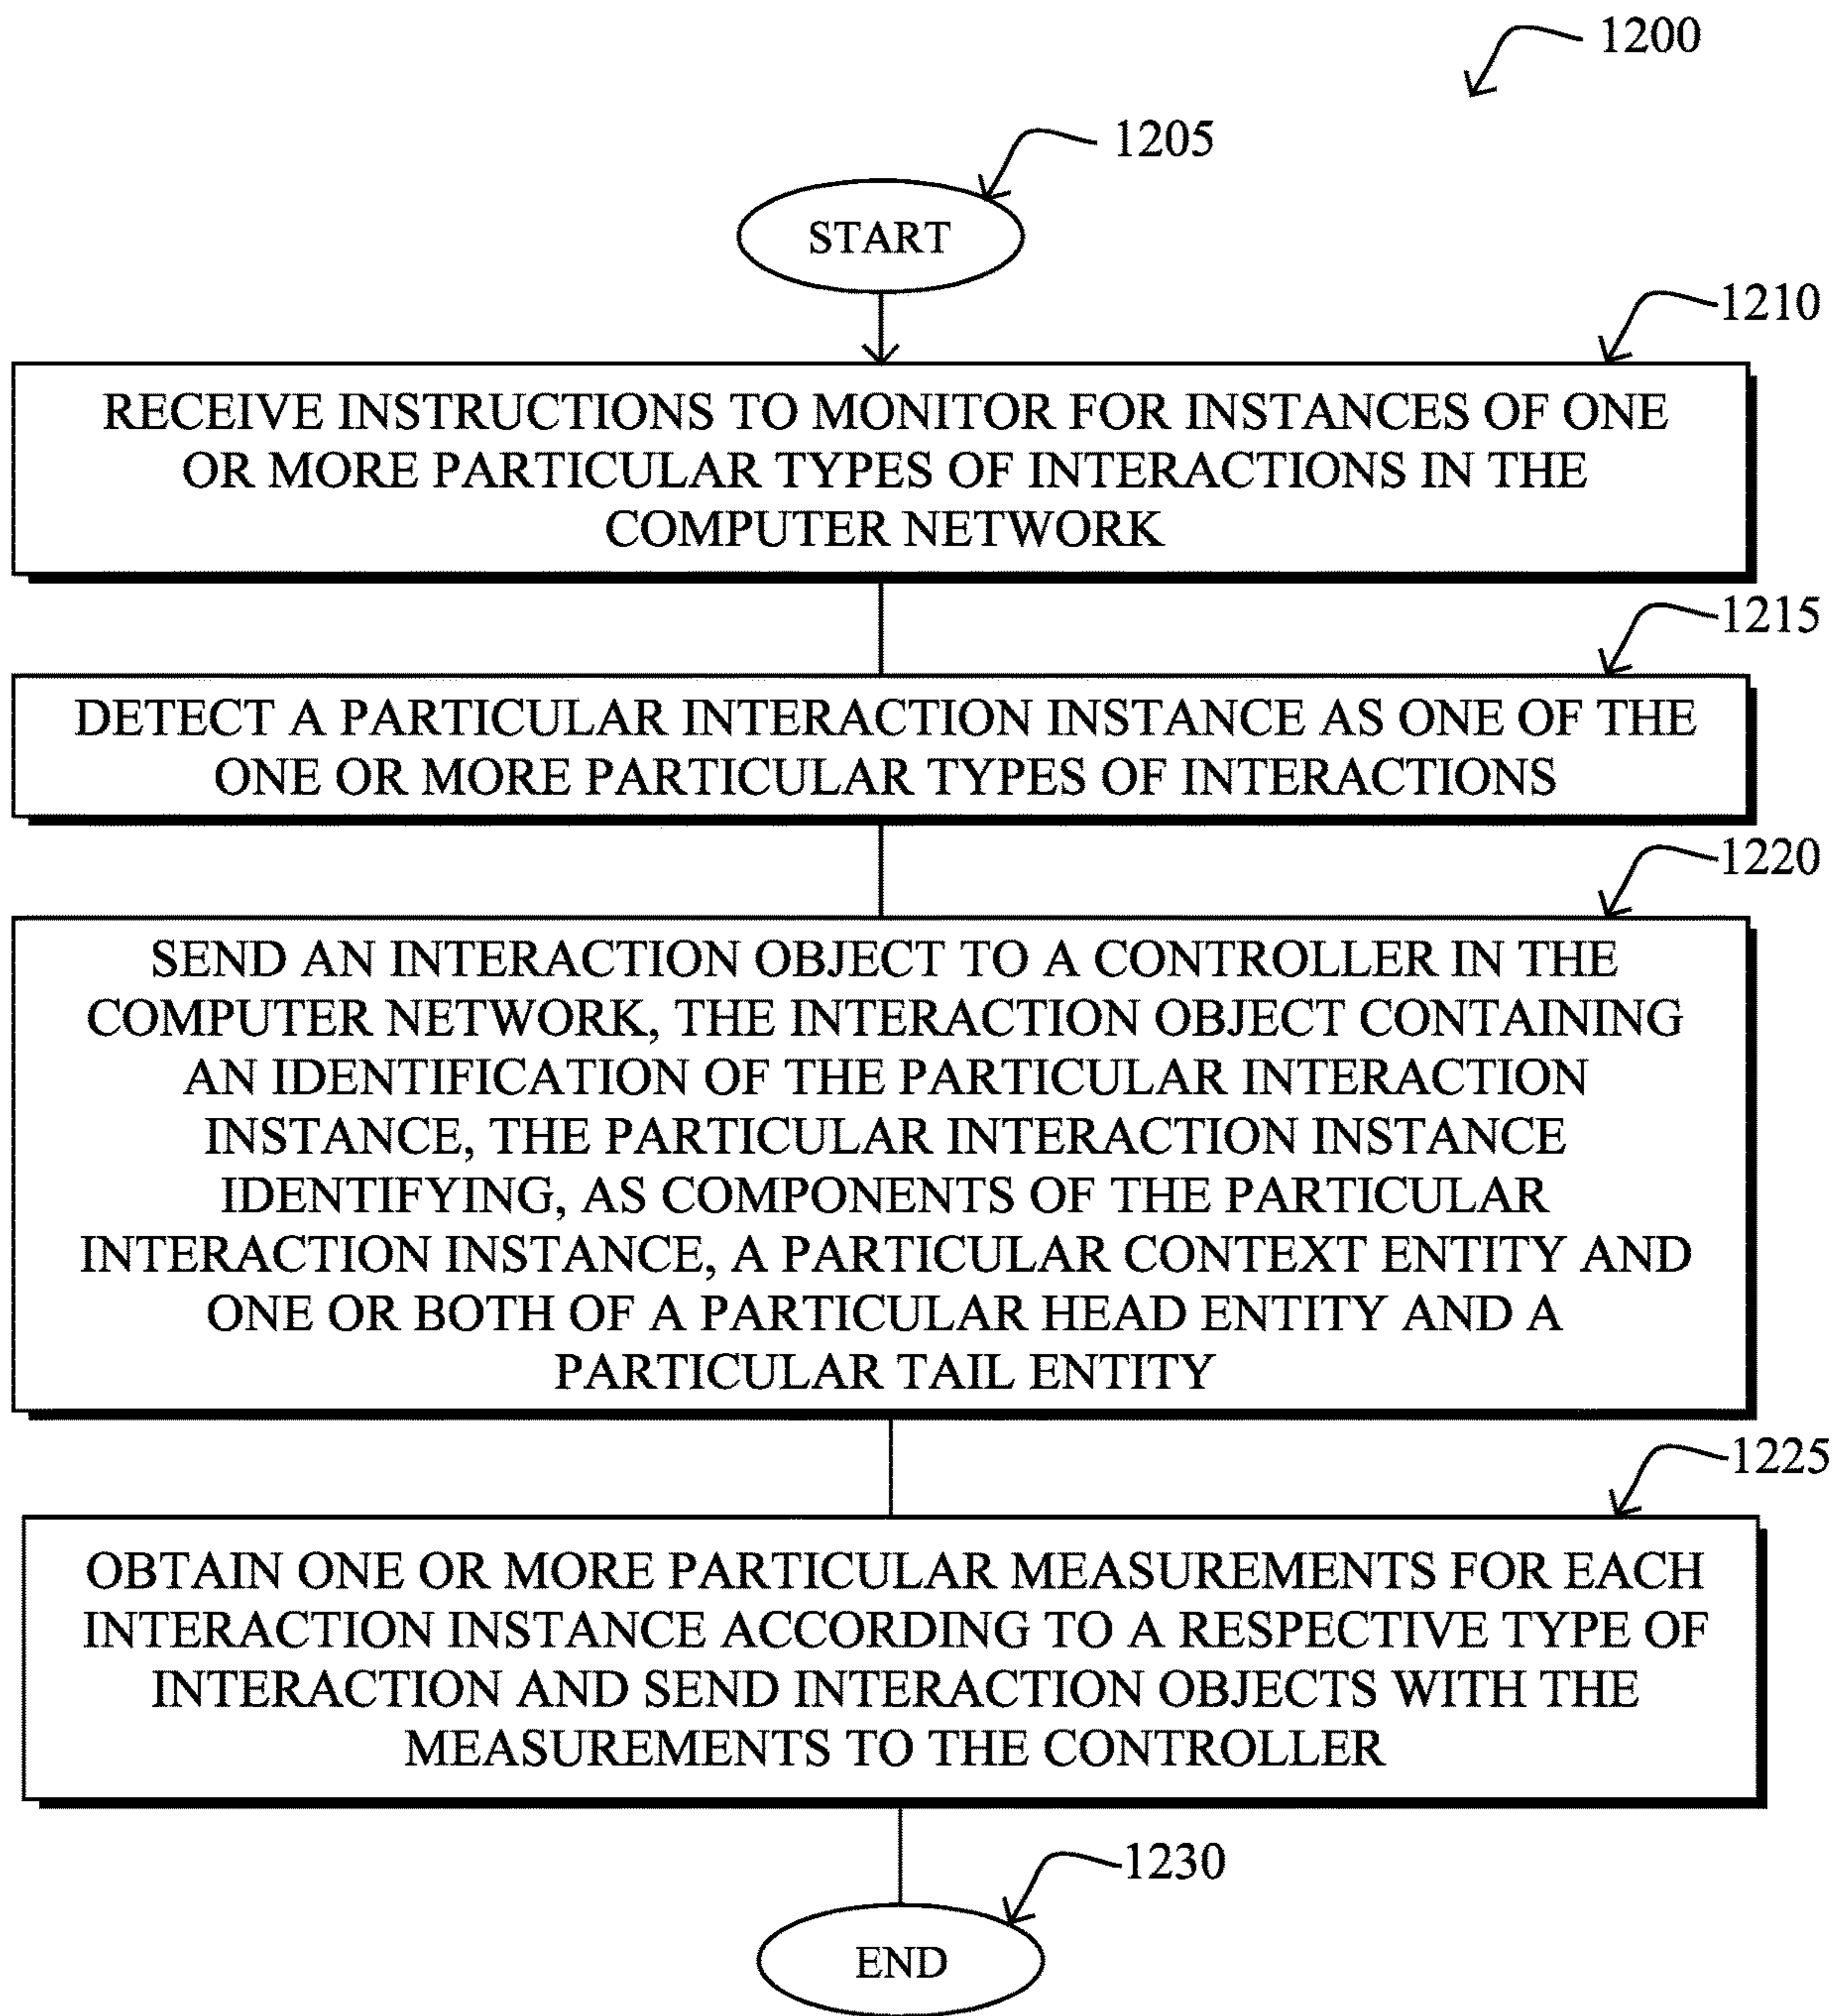 1200
1205
START
1210
RECEIVE INSTRUCTIONS TO MONITOR FOR INSTANCES OF ONE
OR MORE PARTICULAR TYPES OF INTERACTIONS IN THE
COMPUTER NETWORK
1215
DETECT A PARTICULAR INTERACTION INSTANCE AS ONE OF THE
ONE OR MORE PARTICULAR TYPES OF INTERACTIONS
1220
SEND AN INTERACTION OBJECT TO A CONTROLLER IN THE
COMPUTER NETWORK, THE INTERACTION OBJECT CONTAINING
AN IDENTIFICATION OF THE PARTICULAR INTERACTION
INSTANCE, THE PARTICULAR INTERACTION INSTANCE
IDENTIFYING, AS COMPONENTS OF THE PARTICULAR
INTERACTION INSTANCE, A PARTICULAR CONTEXT ENTITY AND
ONE OR BOTH OF A PARTICULAR HEAD ENTITY AND A
PARTICULAR TAIL ENTITY
1225
OBTAIN ONE OR MORE PARTICULAR MEASUREMENTS FOR EACH
INTERACTION INSTANCE ACCORDING TO A RESPECTIVE TYPE OF
INTERACTION AND SEND INTERACTION OBJECTS WITH THE
MEASUREMENTS TO THE CONTROLLER
1230
END